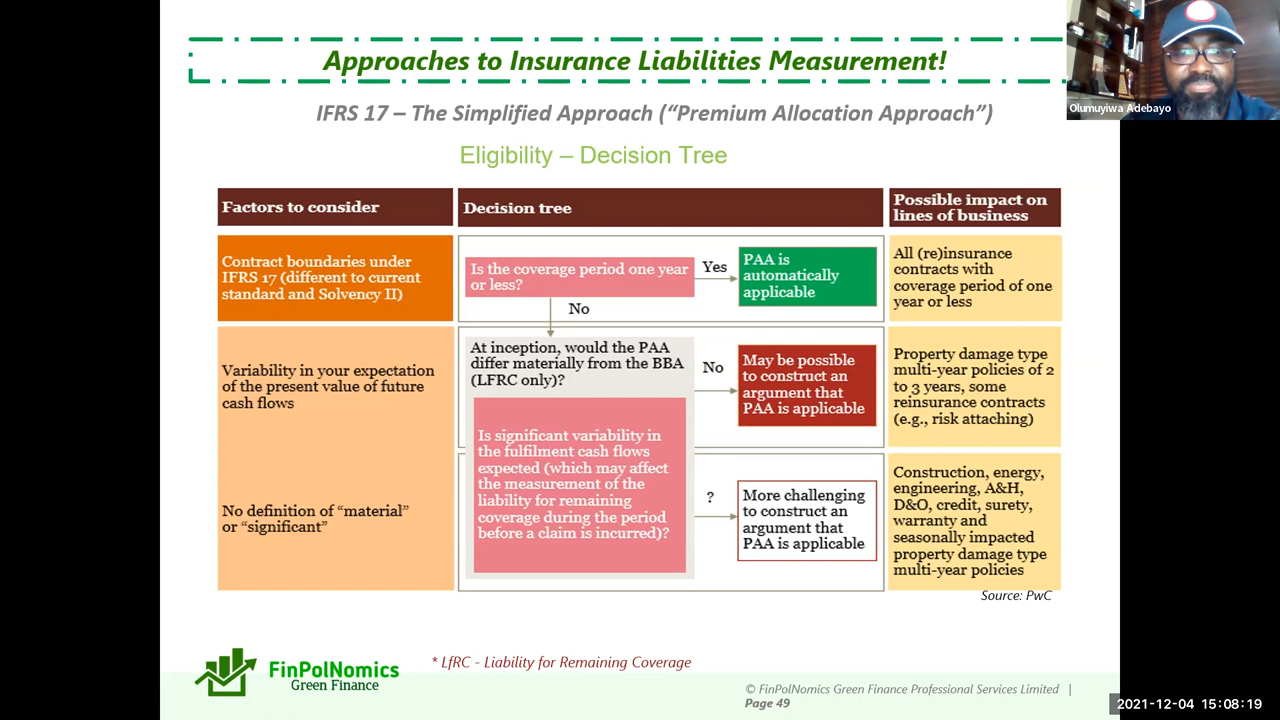 Approaches to Insurance Liabilities Measurement!
Olumuyiwa Adebayo
IFRS 17 – The Simplified Approach (“Premium Allocation Approach”)
Eligibility – Decision Tree
Factors to consider
Decision tree
Possible impact on
lines of business
Contract boundaries under
IFRS 17 (different to current
standard and Solvency II)
Is the coverage period one year
or less?
Yes
No
PAA is
automatically
applicable
All (re)insurance
contracts with
coverage period of one
year or less
Variability in your expectation
of the present value of future
cash flows
At inception, would the PAA
differ materially from the BBA
(LFRC only)?
No
May be possible
to construct an
argument that
PAA is applicable
Property damage type
multi-year policies of 2
to 3 years, some
reinsurance contracts
(e.g., risk attaching)
No definition of “material”
or “significant”
Is significant variability in
the fulfilment cash flows
expected (which may affect
the measurement of the
liability for remaining
coverage during the period
before a claim is incurred)?
?
More challenging
to construct an
argument that
PAA is applicable
Construction, energy,
engineering, A&H,
D&O, credit, surety,
warranty and
seasonally impacted
property damage type
multi-year policies
Source: PwC
FinPolNomics
Green Finance
* LfRC - Liability for Remaining Coverage
© FinPolNomics Green Finance Professional Services Limited |
Page 49
2021-12-04 15:08:19